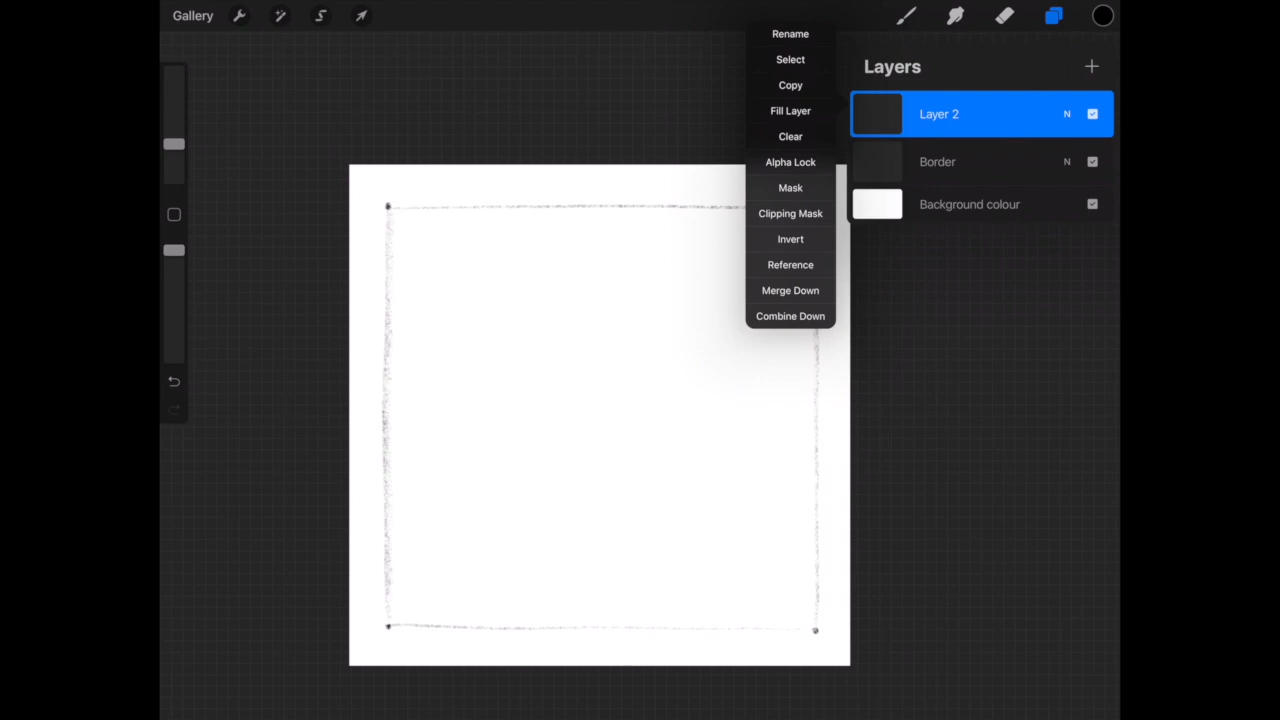 Gallery
Rename
Select
Copy
Fill Layer
Clear
Alpha Lock
Mask
Clipping Mask
Invert
Reference
Merge Down
Combine Down
Layers
Layer 2 N
Border N
Background colour